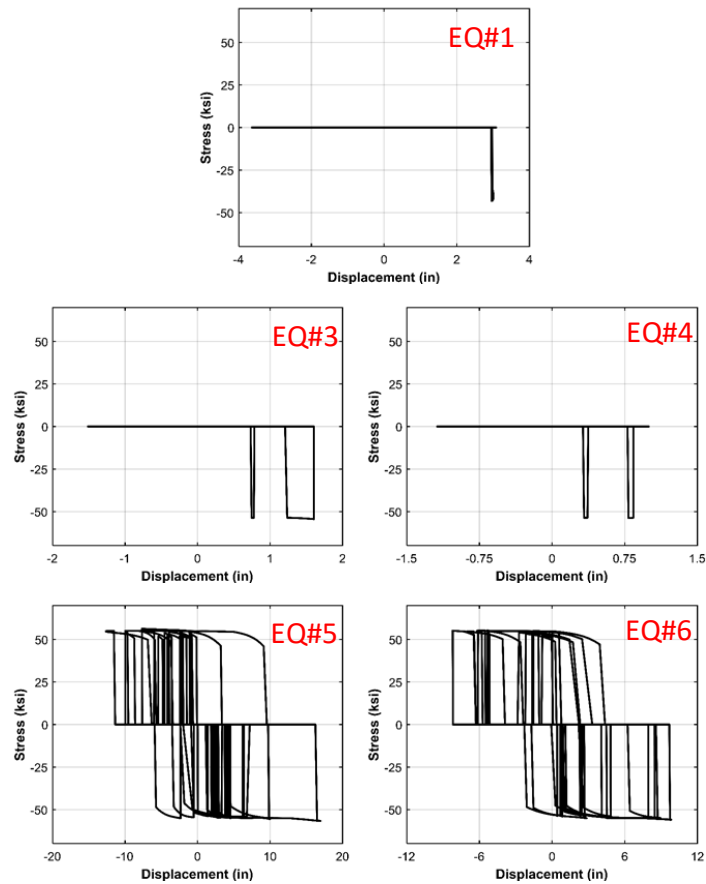 EQ#1
50
25
0
-25
-50
Stress (ksi)
-4 -2 0 2 4
Displacement (in)
EQ#3
50
25
0
-25
-50
Stress (ksi)
-2 -1 0 1 2
Displacement (in)
EQ#4
50
25
0
-25
-50
Stress (ksi)
-1.5 -0.75 0 0.75 1.5
Displacement (in)
EQ#5
50
25
0
-25
-50
Stress (ksi)
-20 -10 0 10 20
Displacement (in)
EQ#6
50
25
0
-25
-50
Stress (ksi)
-12 -6 0 6 12
Displacement (in)